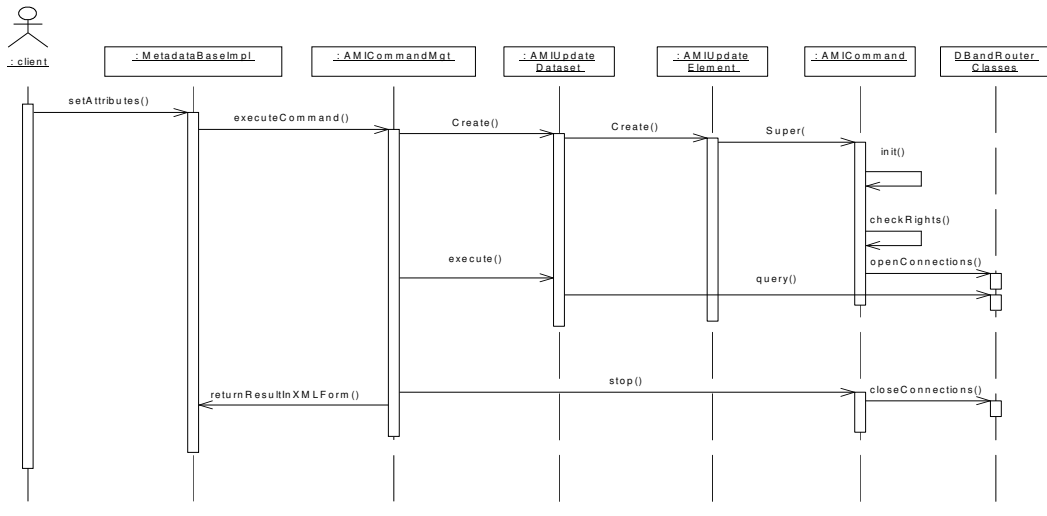 : client
: MetadataBaseImpl
: AMICommandMgt
: AMIUpdate
Dataset
: AMIUpdate
Element
: AMICommand
DBandRouter
Classes
setAttributes()
executeCommand()
Create()
Create()
Super(
init()
checkRights()
execute()
openConnections()
query()
stop()
returnResultInXMLForm()
closeConnections()